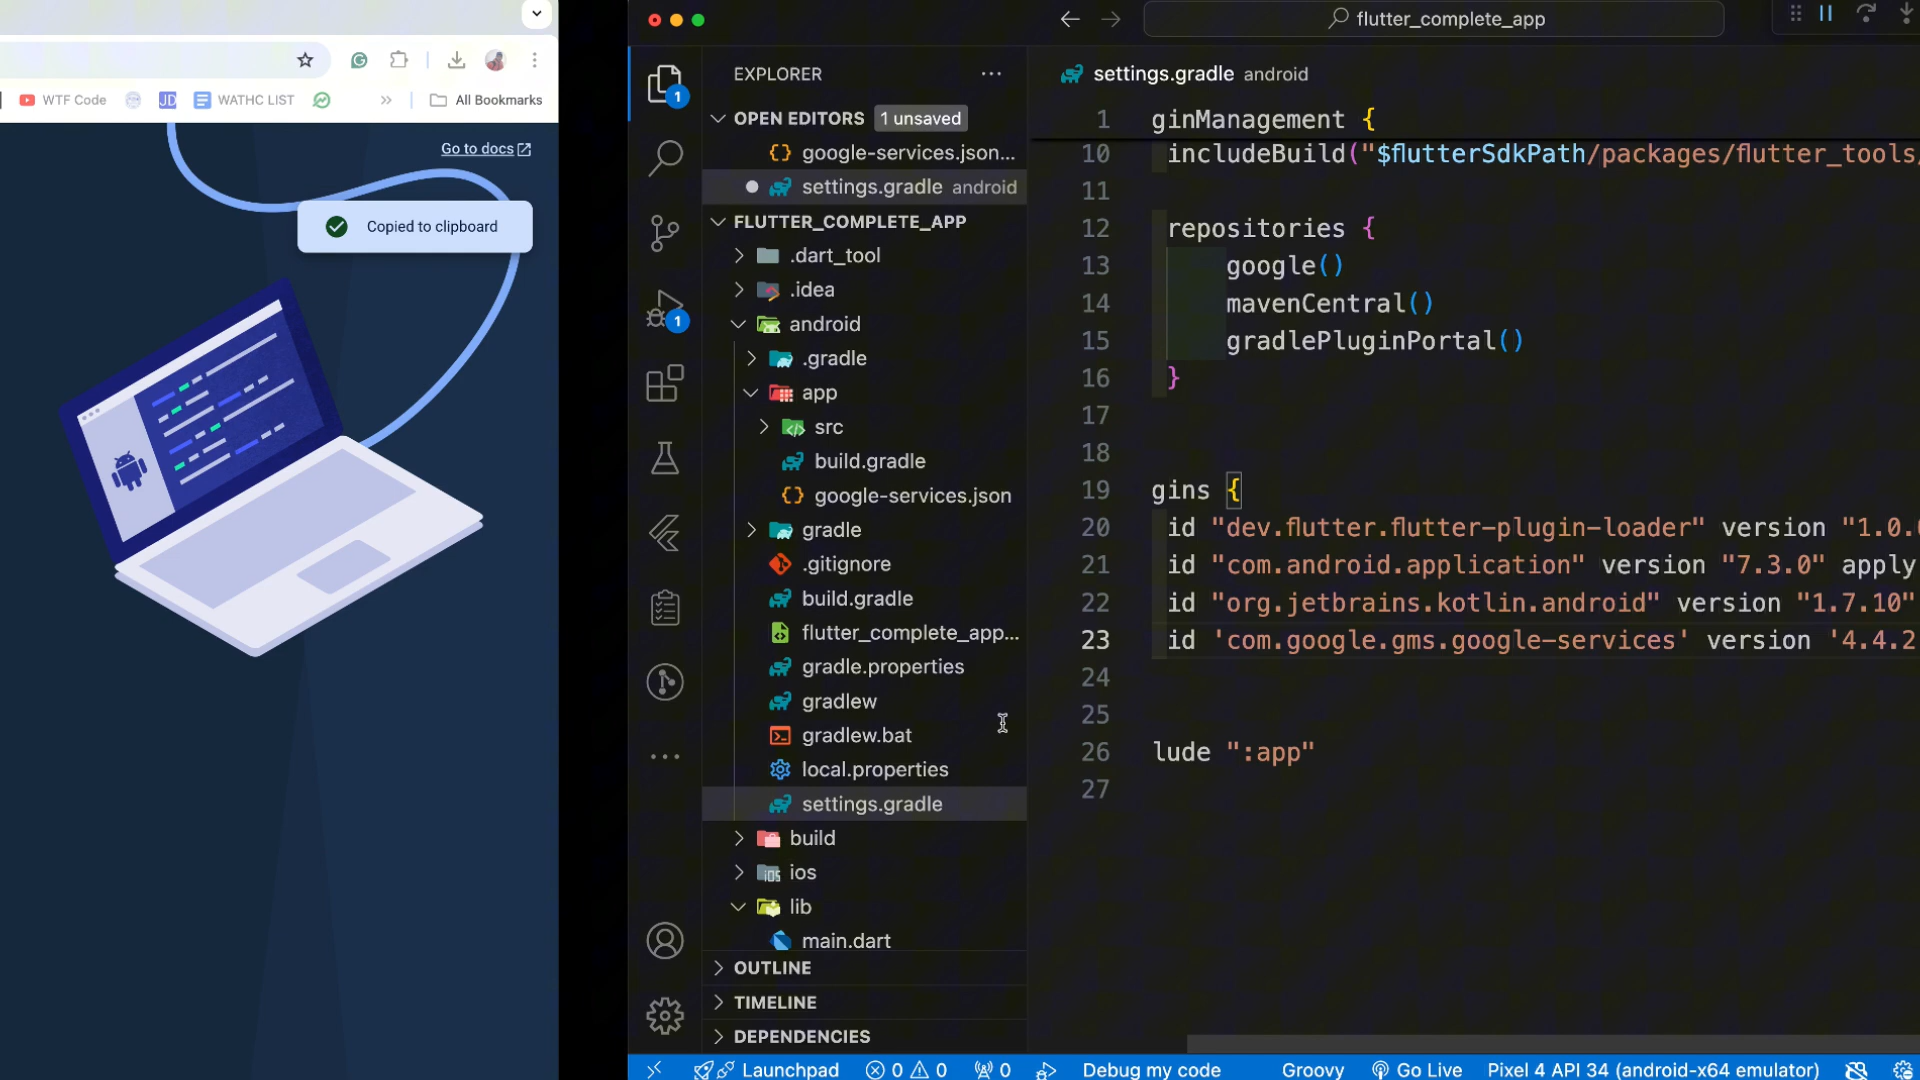 WTF Code
JD
WATHC LIST
»
All Bookmarks
Go to docs
Copied to clipboard
flutter_complete_app
EXPLORER
OPEN EDITORS
1 unsaved
google-services.json...
settings.gradle android
FLUTTER_COMPLETE_APP
.dart_tool
.idea
android
.gradle
app
src
build.gradle
google-services.json
gradle
.gitignore
build.gradle
flutter_complete_app...
gradle.properties
gradlew
gradlew.bat
local.properties
settings.gradle
build
ios
lib
main.dart
OUTLINE
TIMELINE
DEPENDENCIES
1
1
settings.gradle android
1 ginManagement {
10 includeBuild("$flutterSdkPath/packages/flutter_tools/
11
12 repositories {
13 google()
14 mavenCentral()
15 gradlePluginPortal()
16 }
17
18
19 gins {
20 id "dev.flutter.flutter-plugin-loader" version "1.0.
21 id "com.android.application" version "7.3.0" apply
22 id "org.jetbrains.kotlin.android" version "1.7.10"
23 id 'com.google.gms.google-services' version '4.4.2
24
25
26 lude ":app"
27
Launchpad 0 0 0 Debug my code Groovy Go Live Pixel 4 API 34 (android-x64 emulator)